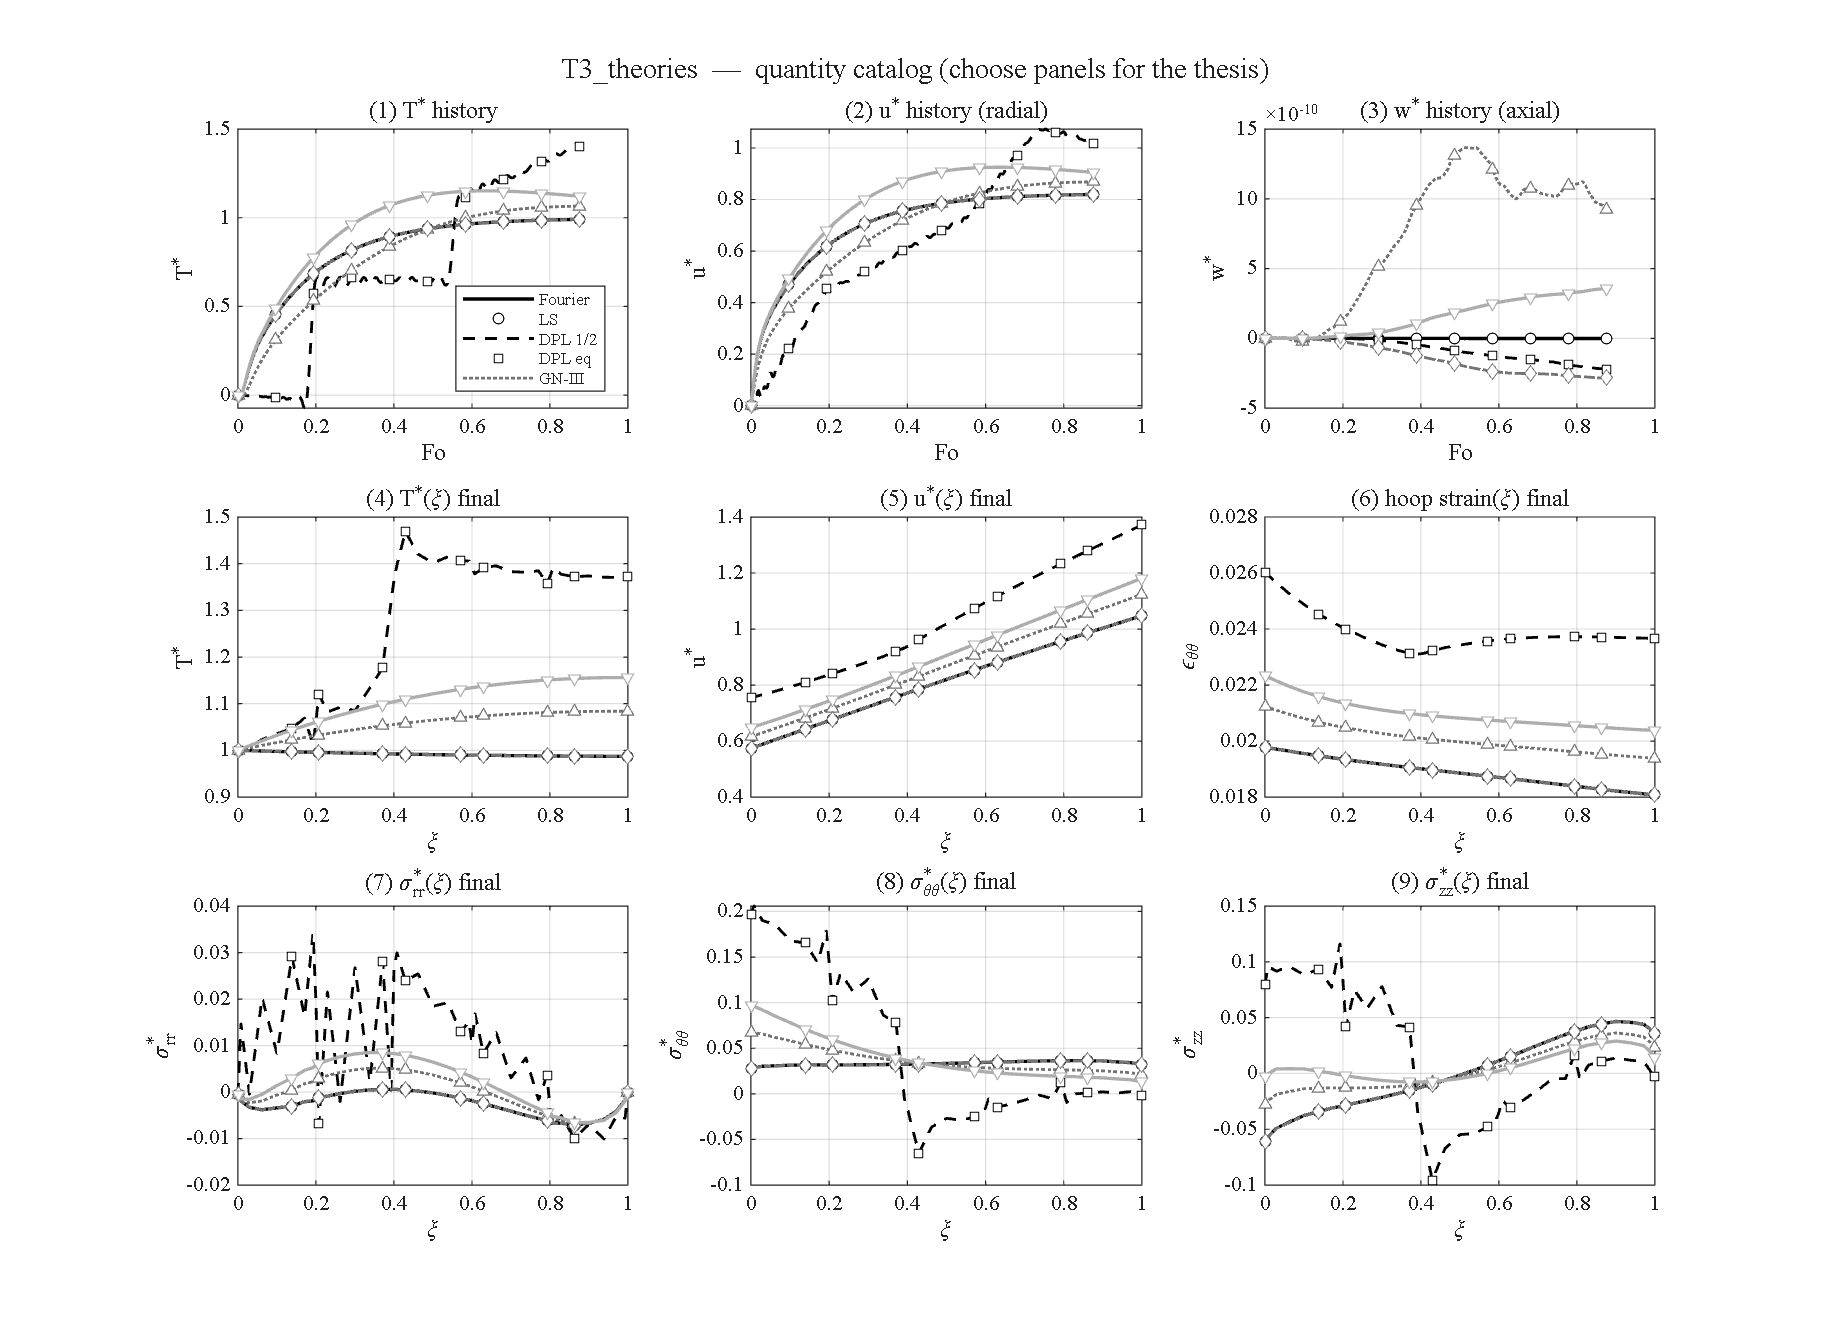 T3_theories — quantity catalog (choose panels for the thesis)
(1) T* history
1.5
1
0.5
0
T*
0 0.2 0.4 0.6 0.8 1
Fo
Fourier
LS
DPL 1/2
DPL eq
GN-III
(2) u* history (radial)
1
0.8
0.6
0.4
0.2
0
u*
0 0.2 0.4 0.6 0.8 1
Fo
×10-10
(3) w* history (axial)
15
10
5
0
-5
w*
0 0.2 0.4 0.6 0.8 1
Fo
(4) T*(ξ) final
1.5
1.4
1.3
1.2
1.1
1
0.9
T*
0 0.2 0.4 0.6 0.8 1
ξ
(5) u*(ξ) final
1.4
1.2
1
0.8
0.6
0.4
u*
0 0.2 0.4 0.6 0.8 1
ξ
(6) hoop strain(ξ) final
0.028
0.026
0.024
0.022
0.02
0.018
ϵθθ
0 0.2 0.4 0.6 0.8 1
ξ
(7) σ*rr(ξ) final
0.04
0.03
0.02
0.01
0
-0.01
-0.02
σ*rr
0 0.2 0.4 0.6 0.8 1
ξ
(8) σ*θθ(ξ) final
0.2
0.15
0.1
0.05
0
-0.05
-0.1
σ*θθ
0 0.2 0.4 0.6 0.8 1
ξ
(9) σ*zz(ξ) final
0.15
0.1
0.05
0
-0.05
-0.1
σ*zz
0 0.2 0.4 0.6 0.8 1
ξ